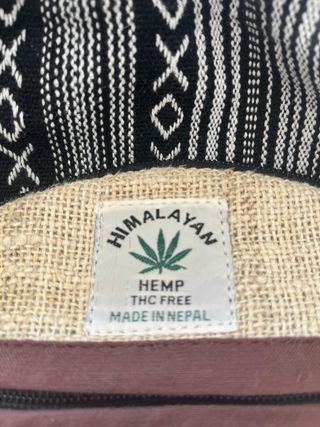 HIMALAYAN
HEMP
THC FREE
MADE IN NEPAL